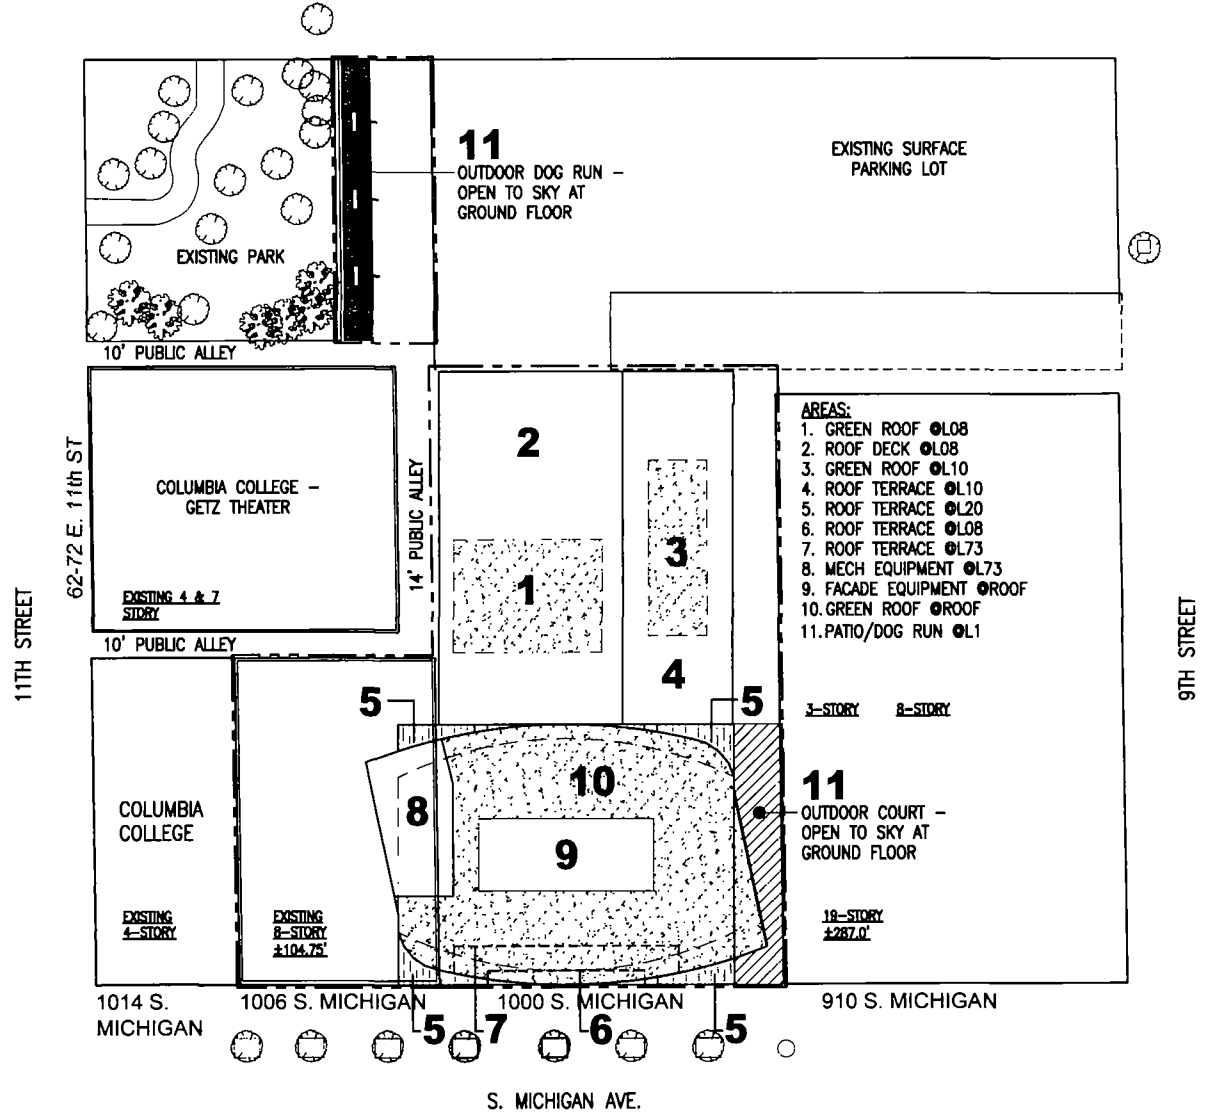 11
OUTDOOR DOG RUN –
OPEN TO SKY AT
GROUND FLOOR
EXISTING SURFACE
PARKING LOT
EXISTING PARK
10' PUBLIC ALLEY
COLUMBIA COLLEGE –
GETZ THEATER
EXISTING 4 & 7
STORY
62-72 E. 11th ST
14' PUBLIC ALLEY
10' PUBLIC ALLEY
11TH STREET
2
1
3
4
AREAS:
1. GREEN ROOF @L08
2. ROOF DECK @L08
3. GREEN ROOF @L10
4. ROOF TERRACE @L10
5. ROOF TERRACE @L20
6. ROOF TERRACE @L08
7. ROOF TERRACE @L73
8. MECH EQUIPMENT @L73
9. FACADE EQUIPMENT @ROOF
10. GREEN ROOF @ROOF
11. PATIO/DOG RUN @L1
9TH STREET
3-STORY 8-STORY
5
5
10
8
9
11
OUTDOOR COURT –
OPEN TO SKY AT
GROUND FLOOR
COLUMBIA
COLLEGE
EXISTING
4-STORY
EXISTING
8-STORY
±104.75'
19-STORY
±287.0'
1014 S.
MICHIGAN
1006 S. MICHIGAN
1000 S. MICHIGAN
910 S. MICHIGAN
5
7
6
5
S. MICHIGAN AVE.